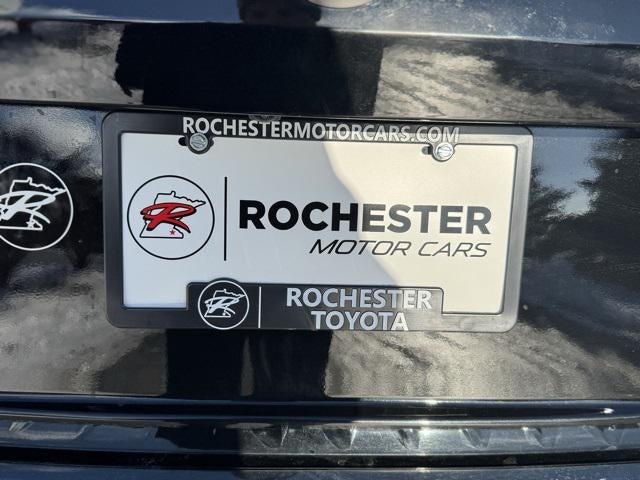 ROCHESTERMOTORCARS.COM
R
R
ROCHESTER
MOTOR CARS
R
ROCHESTER
TOYOTA